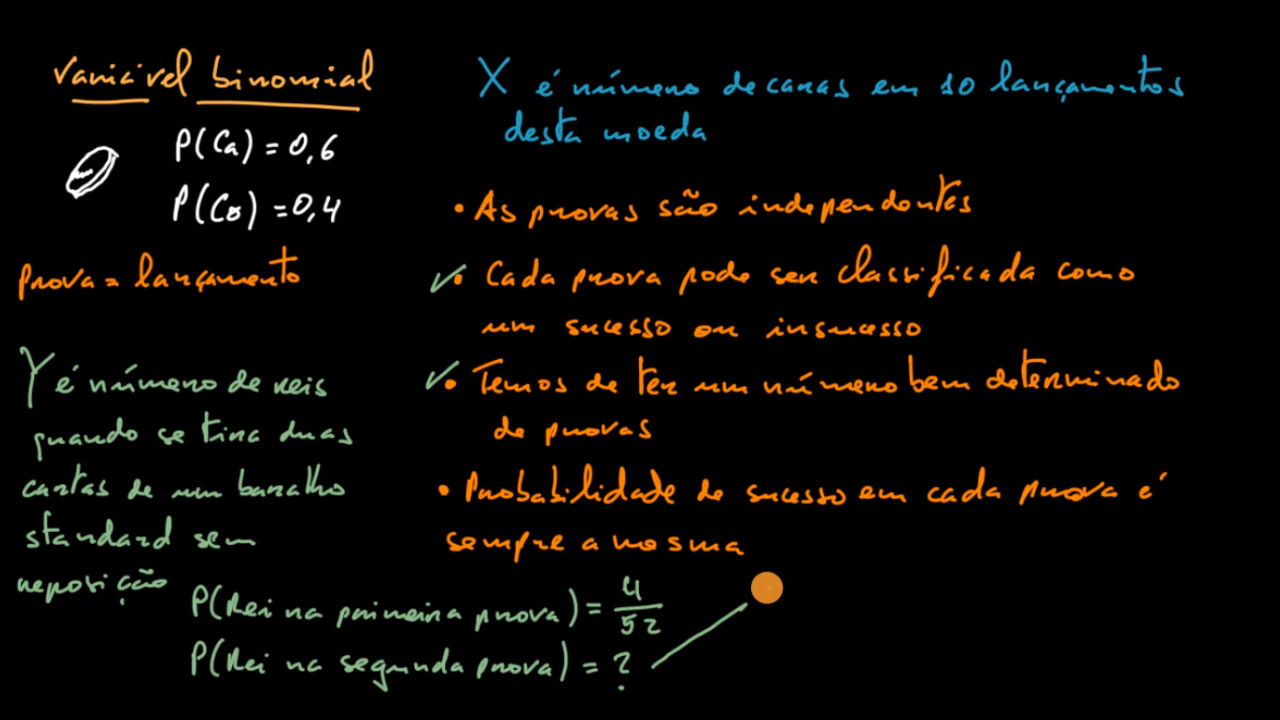 variável binomial
P(Ca) = 0,6
P(Co) = 0,4
prova = lançamento
Y é número de reis
quando se tira duas
cartas de um baralho
standard sem
reposição
X é número de caras em 10 lançamentos
desta moeda
• As provas são independentes
✓• Cada prova pode ser classificada como
um sucesso ou insucesso
✓• Temos de ter um número bem determinado
de provas
• Probabilidade de sucesso em cada prova é
sempre a mesma
P(Rei na primeira prova) = 4/52
P(Rei na segunda prova) = ?